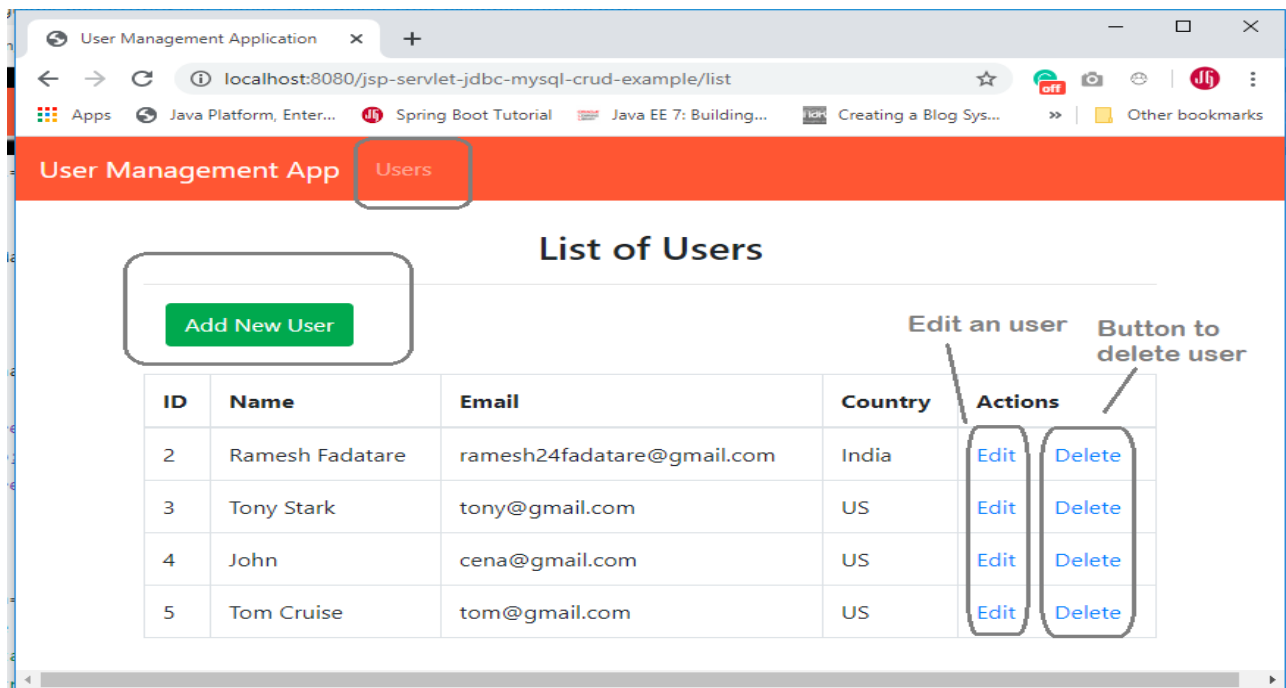 User Management Application
localhost:8080/jsp-servlet-jdbc-mysql-crud-example/list
off
Apps Java Platform, Enter... Spring Boot Tutorial Java EE 7: Building... Creating a Blog Sys... » Other bookmarks
User Management App Users
List of Users
Add New User
Edit an user
Button to
delete user
ID Name Email Country Actions
2 Ramesh Fadatare ramesh24fadatare@gmail.com India Edit Delete
3 Tony Stark tony@gmail.com US Edit Delete
4 John cena@gmail.com US Edit Delete
5 Tom Cruise tom@gmail.com US Edit Delete